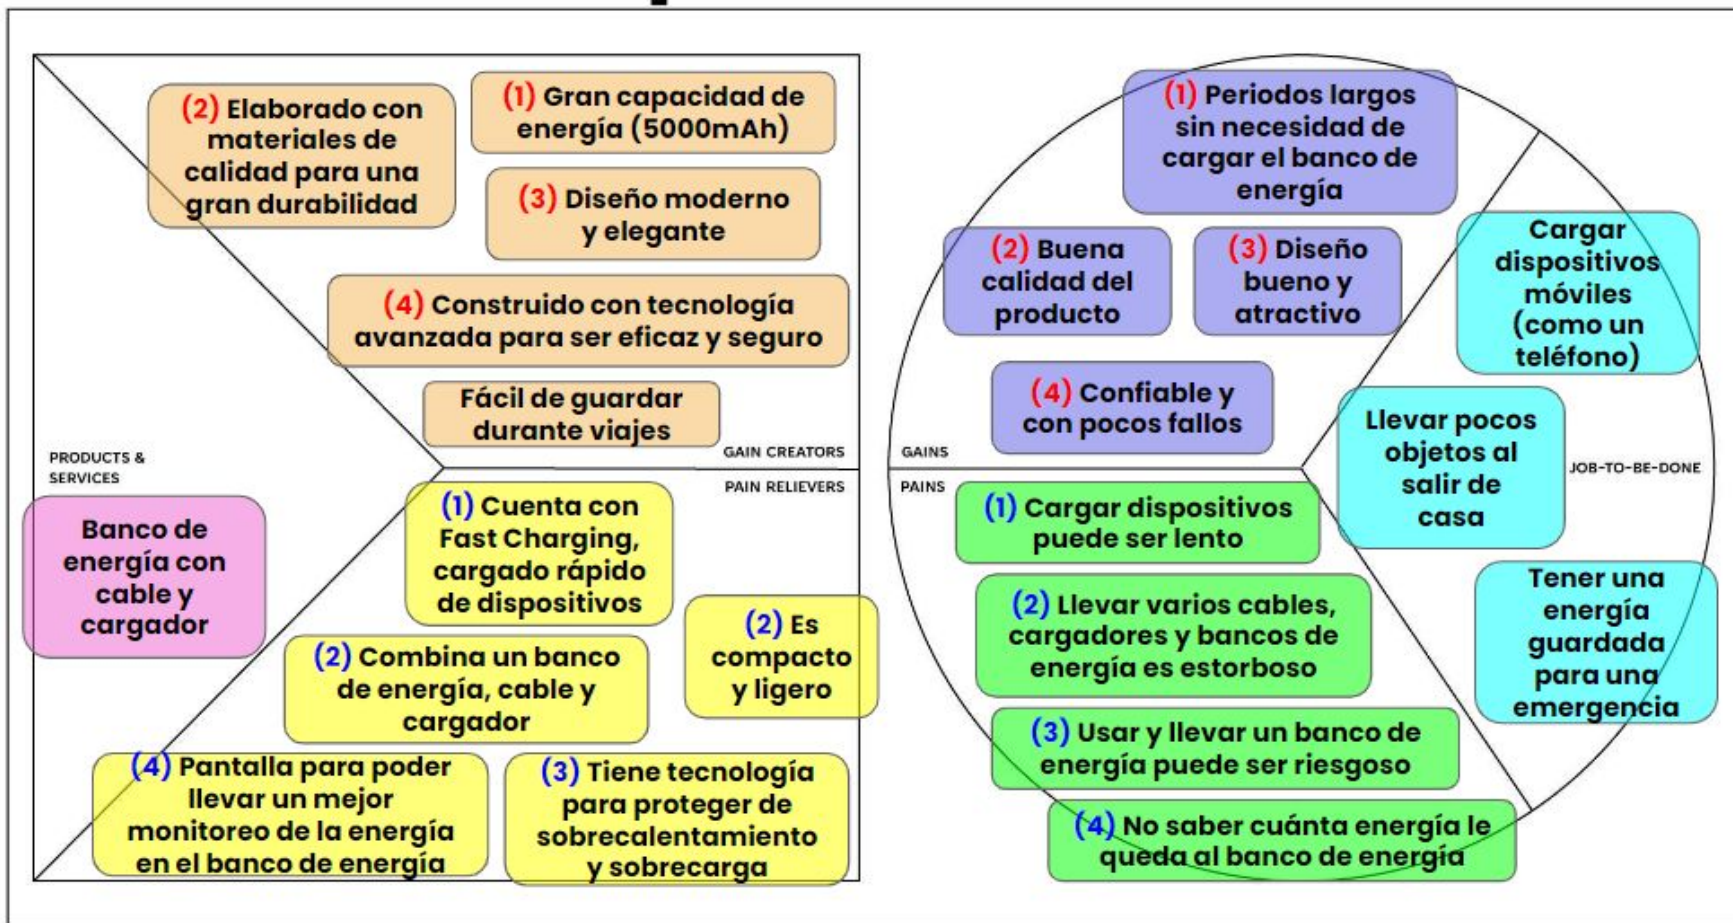 (2) Elaborado con
materiales de
calidad para una
gran durabilidad
(1) Gran capacidad de
energía (5000mAh)
(3) Diseño moderno
y elegante
(4) Construido con tecnología
avanzada para ser eficaz y seguro
Fácil de guardar
durante viajes
PRODUCTS &
SERVICES
GAIN CREATORS
PAIN RELIEVERS
Banco de
energía con
cable y
cargador
(1) Cuenta con
Fast Charging,
cargado rápido
de dispositivos
(2) Es
compacto
y ligero
(2) Combina un banco
de energía, cable y
cargador
(4) Pantalla para poder
llevar un mejor
monitoreo de la energía
en el banco de energía
(3) Tiene tecnología
para proteger de
sobrecalentamiento
y sobrecarga
(1) Periodos largos
sin necesidad de
cargar el banco de
energía
(2) Buena
calidad del
producto
(3) Diseño
bueno y
atractivo
(4) Confiable y
con pocos fallos
GAINS
PAINS
Cargar
dispositivos
móviles
(como un
teléfono)
Llevar pocos
objetos al
salir de
casa
JOB-TO-BE-DONE
Tener una
energía
guardada
para una
emergencia
(1) Cargar dispositivos
puede ser lento
(2) Llevar varios cables,
cargadores y bancos de
energía es estorboso
(3) Usar y llevar un banco de
energía puede ser riesgoso
(4) No saber cuánta energía le
queda al banco de energía